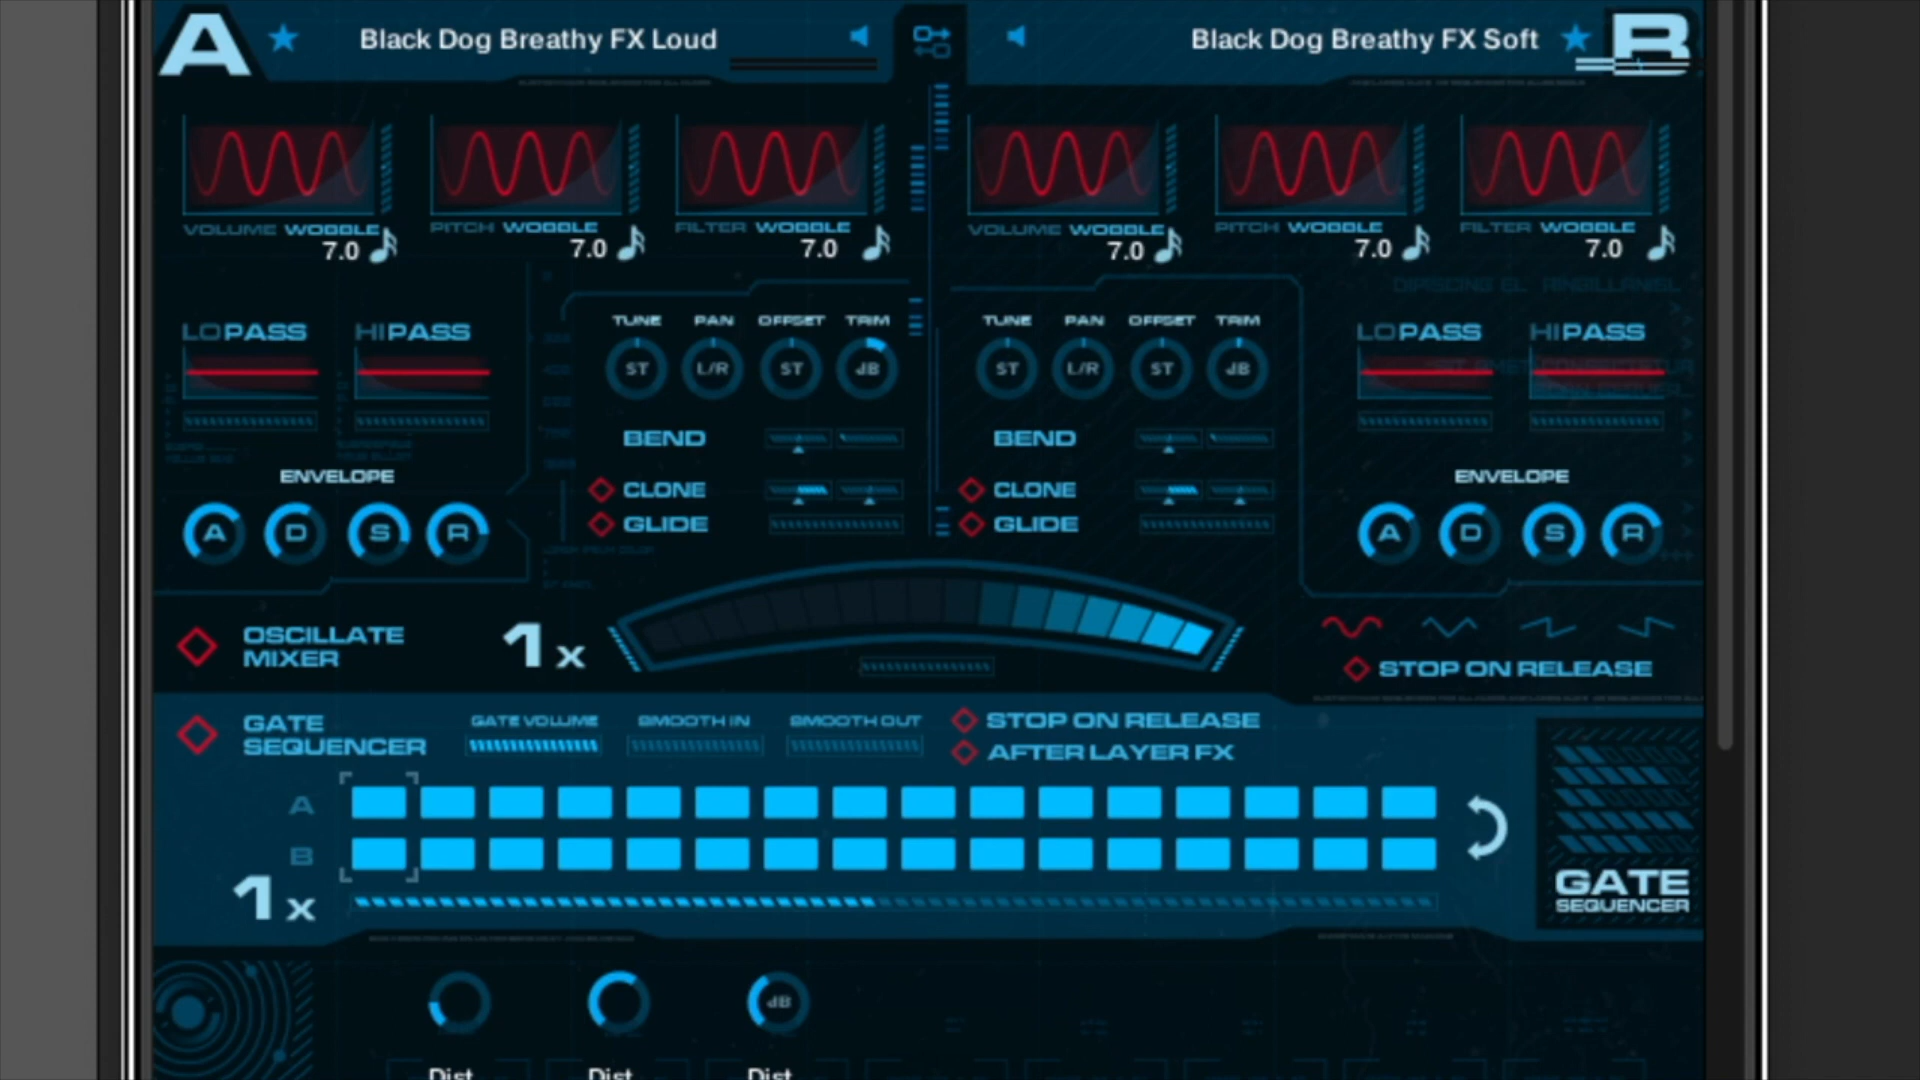 A Black Dog Breathy FX Loud
Black Dog Breathy FX Soft B
VOLUME WOBBLE PITCH WOBBLE FILTER WOBBLE VOLUME WOBBLE PITCH WOBBLE FILTER WOBBLE
7.0 7.0 7.0 7.0 7.0 7.0
TUNE PAN OFFSET TRIM TUNE PAN OFFSET TRIM
LOPASS HIPASS LOPASS HIPASS
ST L/R ST dB ST L/R ST dB
BEND BEND
ENVELOPE ENVELOPE
CLONE CLONE
GLIDE GLIDE
A D S R A D S R
OSCILLATE
MIXER
1 x
STOP ON RELEASE
GATE
SEQUENCER
GATE VOLUME SMOOTH IN SMOOTH OUT
STOP ON RELEASE
AFTER LAYER FX
A
B
1 x
GATE
SEQUENCER
dB
Dist Dist Dist